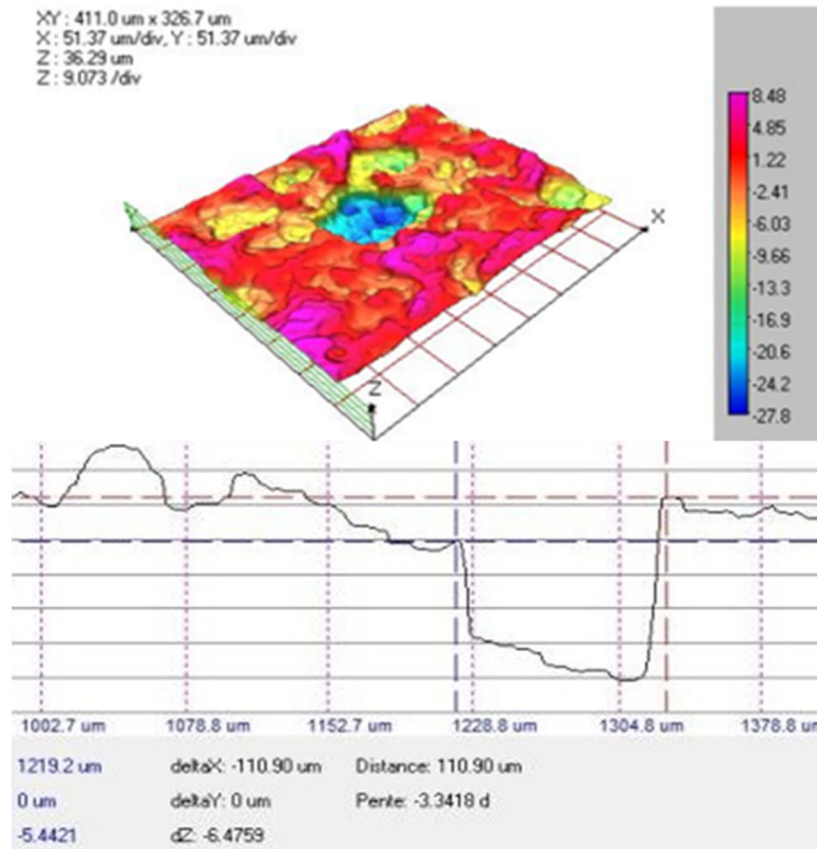 XY : 411.0 um x 326.7 um
X : 51.37 um/div, Y : 51.37 um/div
Z : 36.29 um
Z : 9.073 /div
8.48
4.85
1.22
-2.41
-6.03
-9.66
-13.3
-16.9
-20.6
-24.2
-27.8
X
Z
1002.7 um 1078.8 um 1152.7 um 1228.8 um 1304.8 um 1378.8 um
1219.2 um deltaX: -110.90 um Distance: 110.90 um
0 um deltaY: 0 um Pente: -3.3418 d
-5.4421 dZ: -6.4759